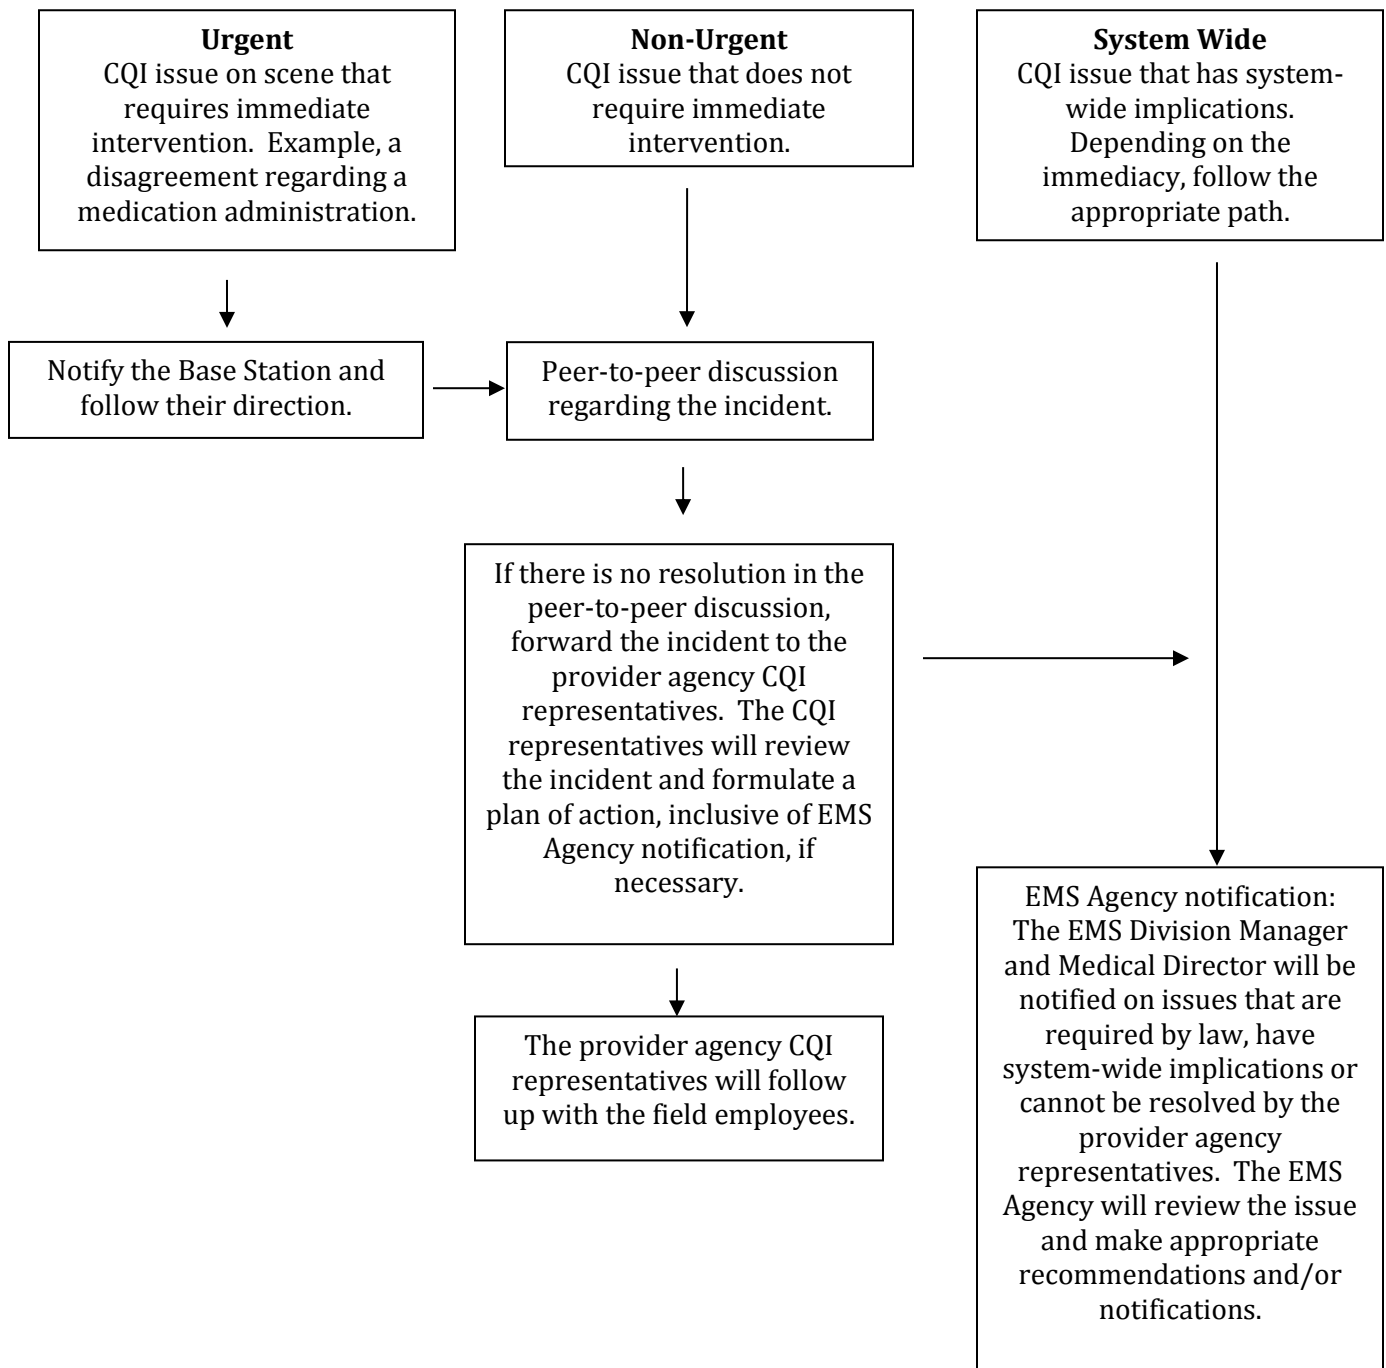 Urgent
CQI issue on scene that
requires immediate
intervention.  Example, a
disagreement regarding a
medication administration.
Non-Urgent
CQI issue that does not
require immediate
intervention.
System Wide
CQI issue that has system-
wide implications.
Depending on the
immediacy, follow the
appropriate path.
Notify the Base Station and
follow their direction.
Peer-to-peer discussion
regarding the incident.
If there is no resolution in the
peer-to-peer discussion,
forward the incident to the
provider agency CQI
representatives.  The CQI
representatives will review
the incident and formulate a
plan of action, inclusive of EMS
Agency notification, if
necessary.
The provider agency CQI
representatives will follow
up with the field employees.
EMS Agency notification:
The EMS Division Manager
and Medical Director will be
notified on issues that are
required by law, have
system-wide implications or
cannot be resolved by the
provider agency
representatives.  The EMS
Agency will review the issue
and make appropriate
recommendations and/or
notifications.